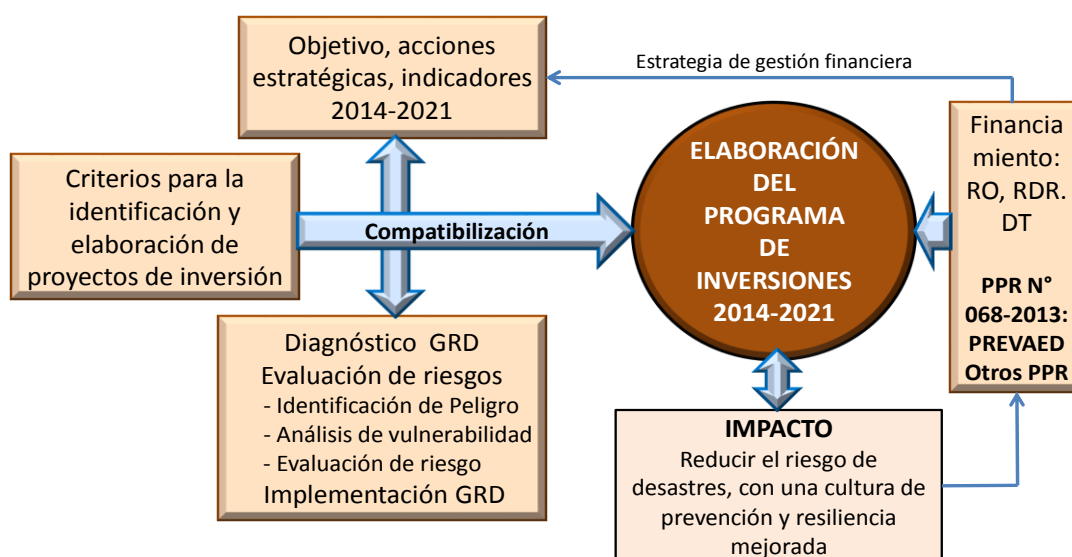 Objetivo, acciones
estratégicas, indicadores
2014-2021
Estrategia de gestión financiera
Criterios para la
identificación y
elaboración de
proyectos de inversión
Compatibilización
ELABORACIÓN
DEL
PROGRAMA
DE
INVERSIONES
2014-2021
Financia
miento:
RO, RDR.
DT
PPR N°
068-2013:
PREVAED
Otros PPR
Diagnóstico GRD
Evaluación de riesgos
- Identificación de Peligro
- Análisis de vulnerabilidad
- Evaluación de riesgo
Implementación GRD
IMPACTO
Reducir el riesgo de
desastres, con una cultura de
prevención y resiliencia
mejorada